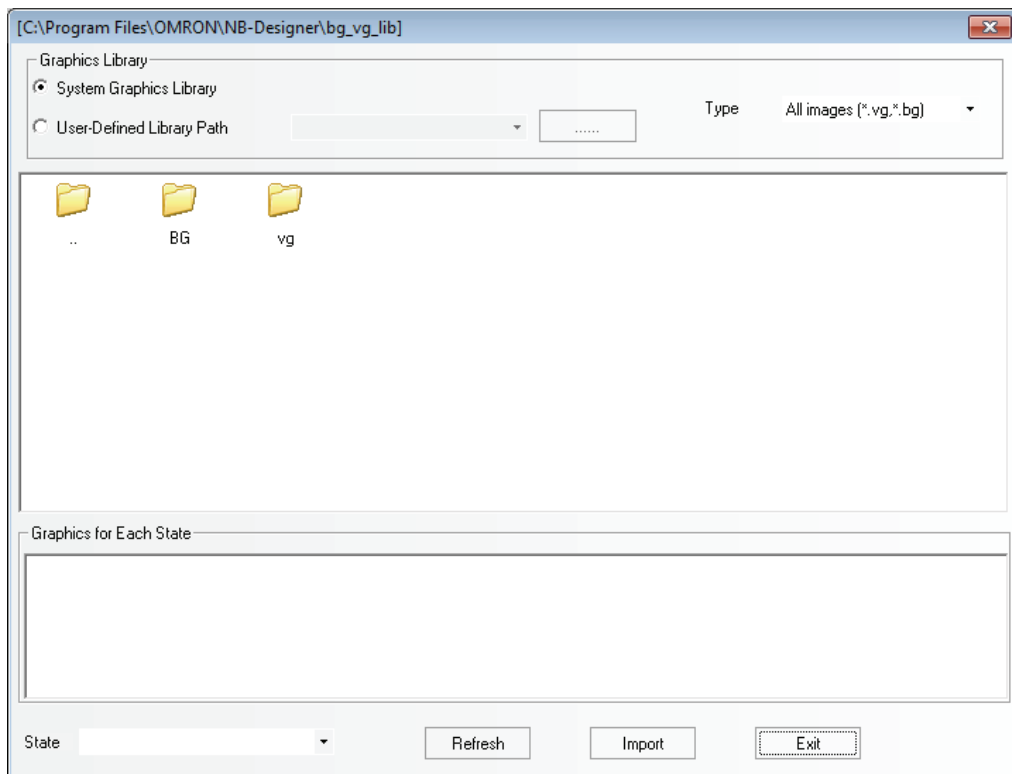 [C:\Program Files\OMRON\NB-Designer\bg_vg_lib]
Graphics Library
System Graphics Library
User-Defined Library Path
......
Type
All images (*.vg,*.bg)
..
BG
vg
Graphics for Each State
State
Refresh
Import
Exit